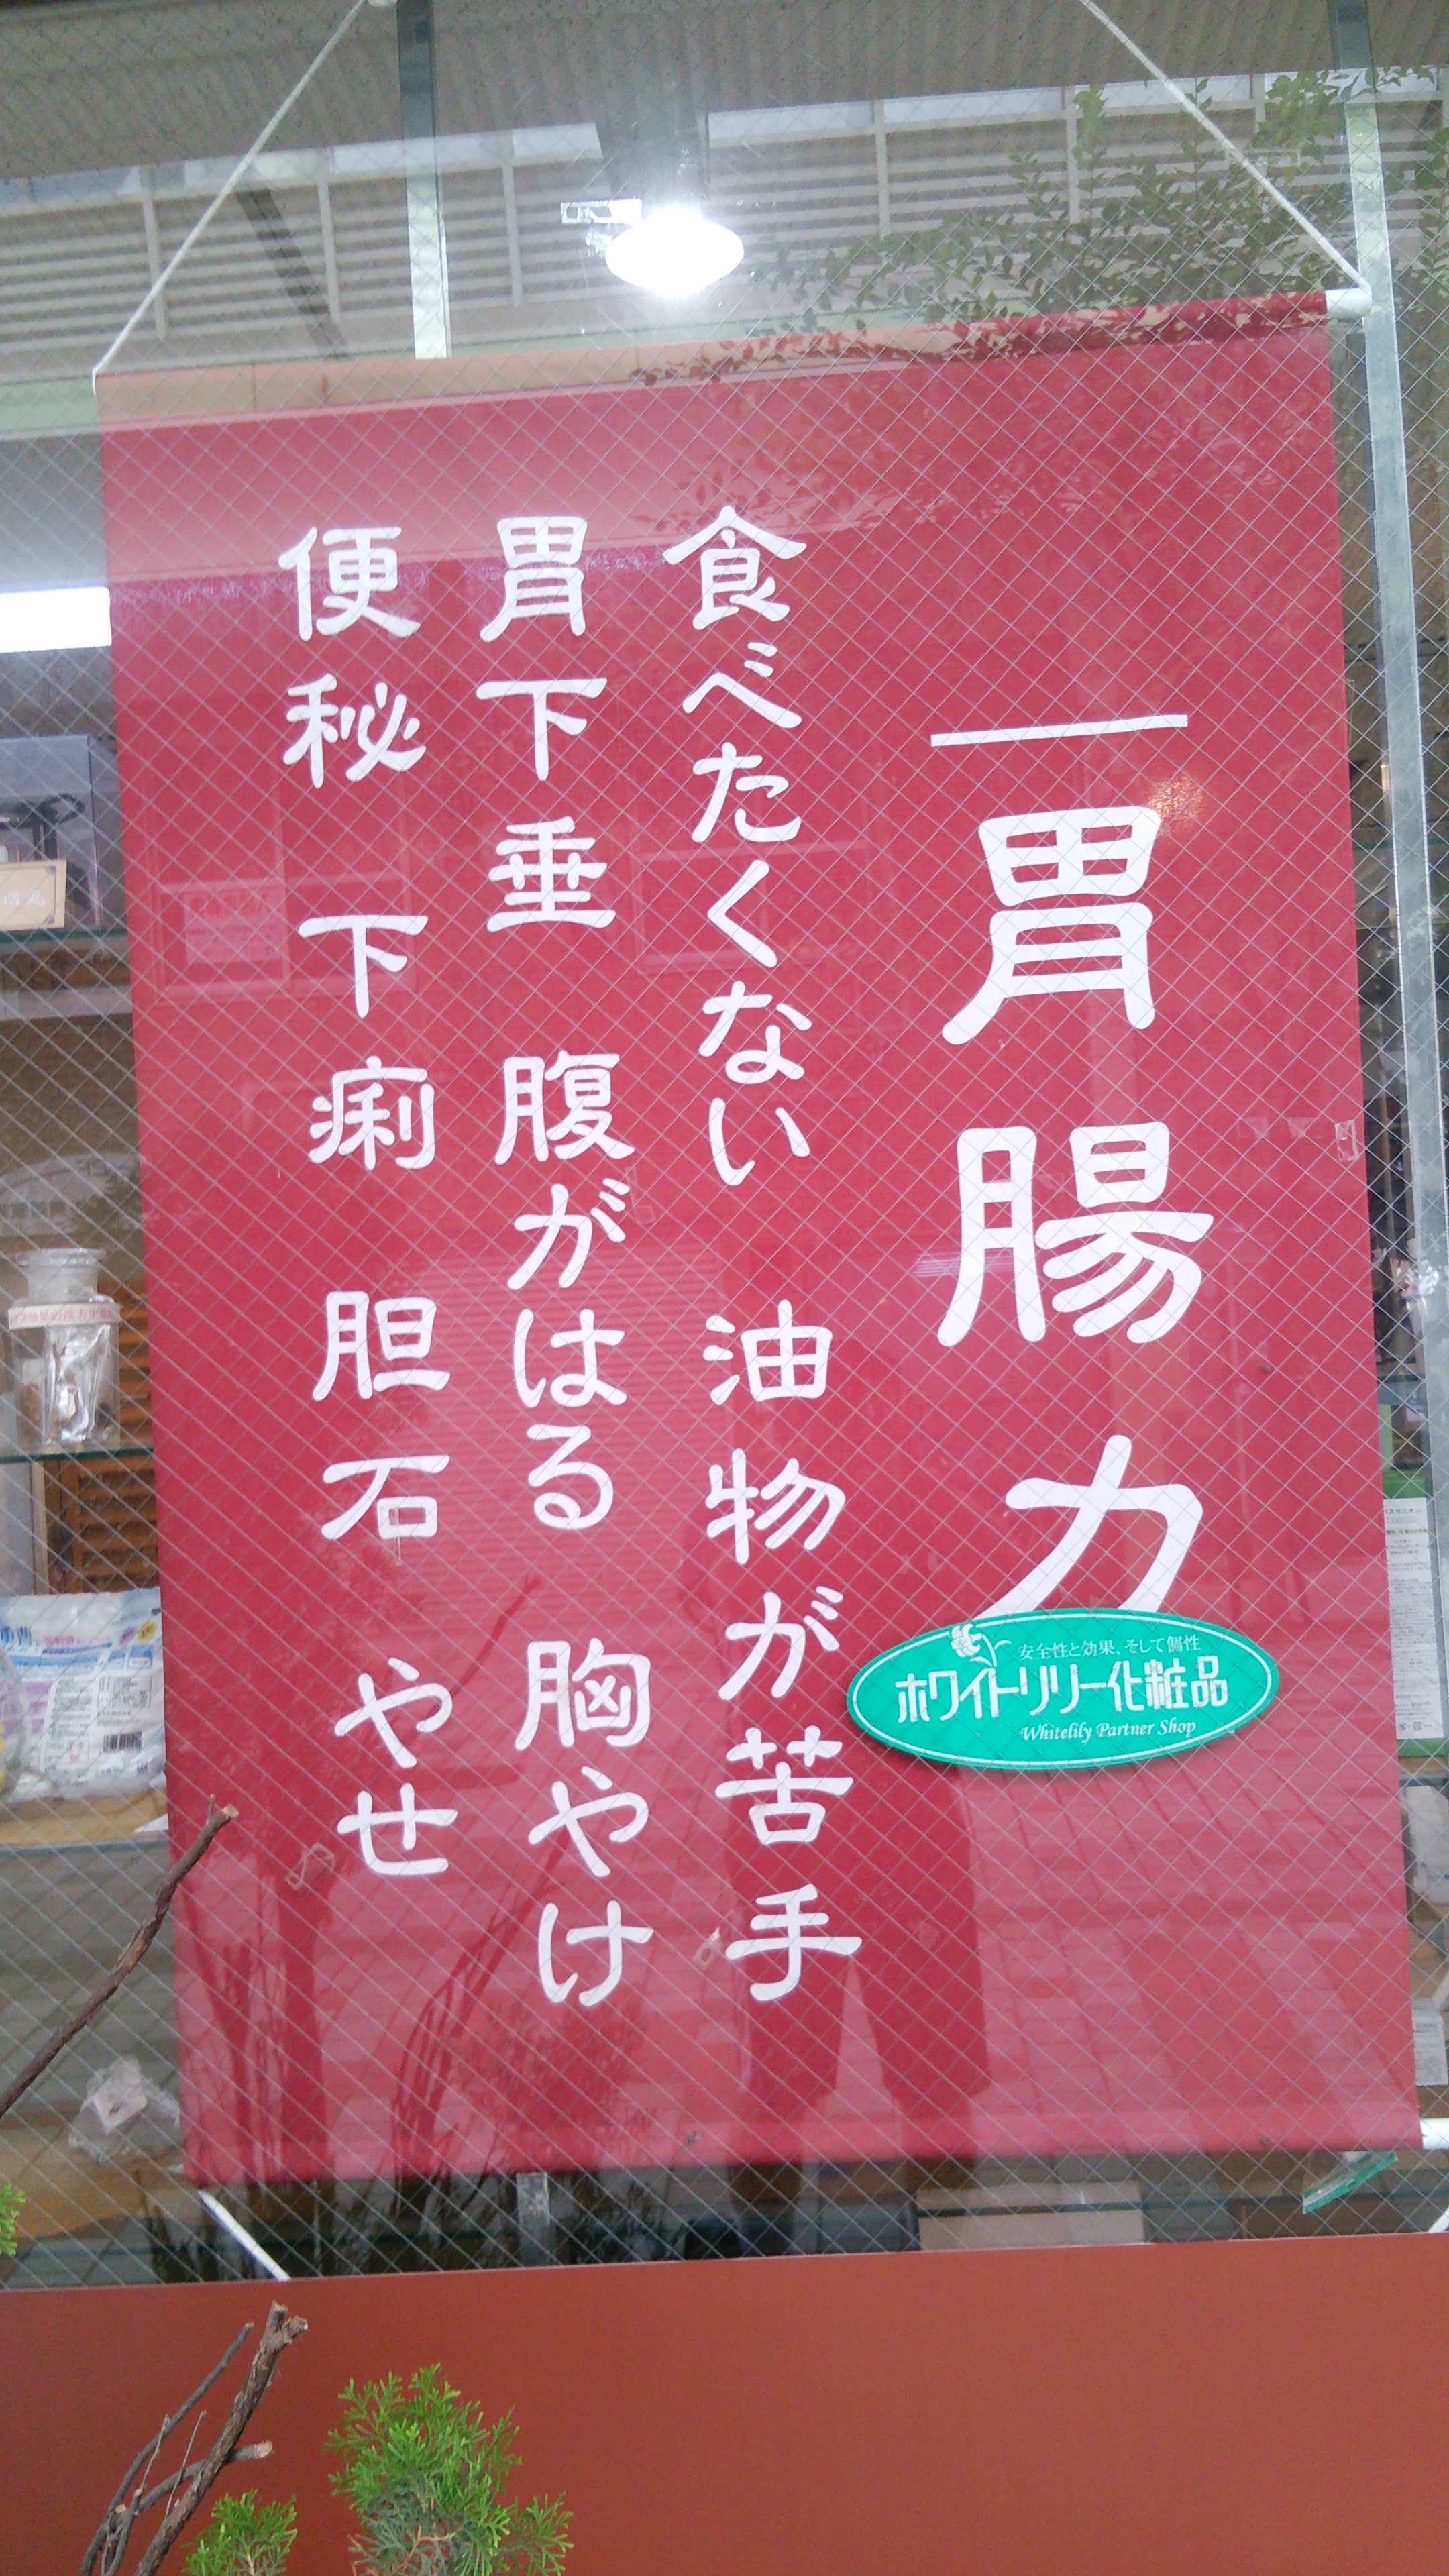 胃腸力
食べたくない 油物が苦手
胃下垂 腹がはる 胸やけ
便秘 下痢 胆石 やせ
安全性と効果、そして個性
ホワイトリリー化粧品
Whitelily Partner Shop